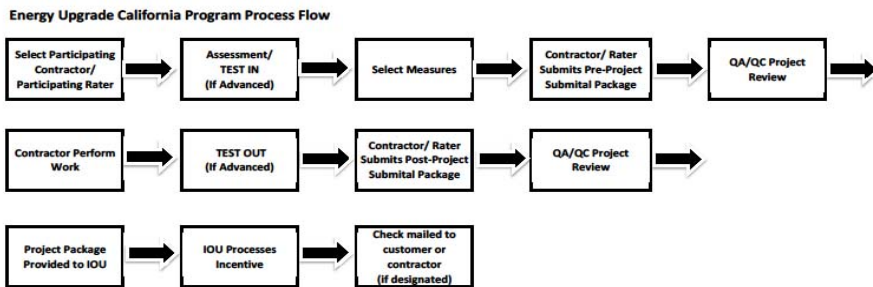 Energy Upgrade California Program Process Flow
Select Participating
Contractor/
Participating Rater
Assessment/
TEST IN
(If Advanced)
Select Measures
Contractor/ Rater
Submits Pre-Project
Submital Package
QA/QC Project
Review
Contractor Perform
Work
TEST OUT
(If Advanced)
Contractor/ Rater
Submits Post-Project
Submital Package
QA/QC Project
Review
Project Package
Provided to IOU
IOU Processes
Incentive
Check mailed to
customer or
contractor
(if designated)